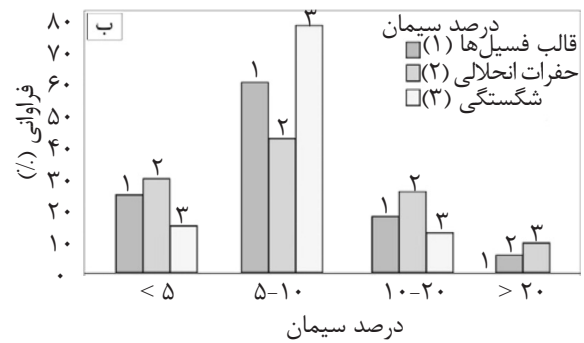 ب
درصد سیمان
قالب فسیل‌ها (۱)
حفرات انحلالی (۲)
شگستگی (۳)
فراوانی (٪)
۸۰
۷۰
۶۰
۵۰
۴۰
۳۰
۲۰
۱۰
۰
۱ ۲ ۳
۱ ۲ ۳
۱ ۲ ۳
۱ ۲ ۳
< ۵
۵-۱۰
۱۰-۲۰
> ۲۰
درصد سیمان